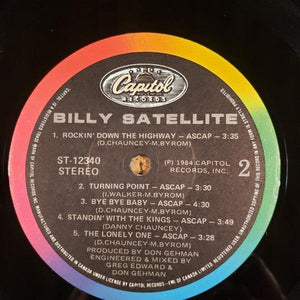 Capitol
RECORDS
BILLY SATELLITE
1. ROCKIN' DOWN THE HIGHWAY - ASCAP - 3:35
(D.CHAUNCEY-M.BYROM)
ST-12340
STEREO
(P) 1984 CAPITOL
RECORDS, INC.
2
2. TURNING POINT - ASCAP - 3:30
(I.WALKER-M.BYROM)
3. BYE BYE BABY - ASCAP - 4:30
(D.CHAUNCEY-M.BYROM)
4. STANDIN' WITH THE KINGS - ASCAP - 3:49
(DANNY CHAUNCEY)
5. THE LONELY ONE - ASCAP - 3:28
(D.CHAUNCEY-M.BYROM)
PRODUCED BY DON GEHMAN
ENGINEERED & MIXED BY
GREG EDWARD &
DON GEHMAN